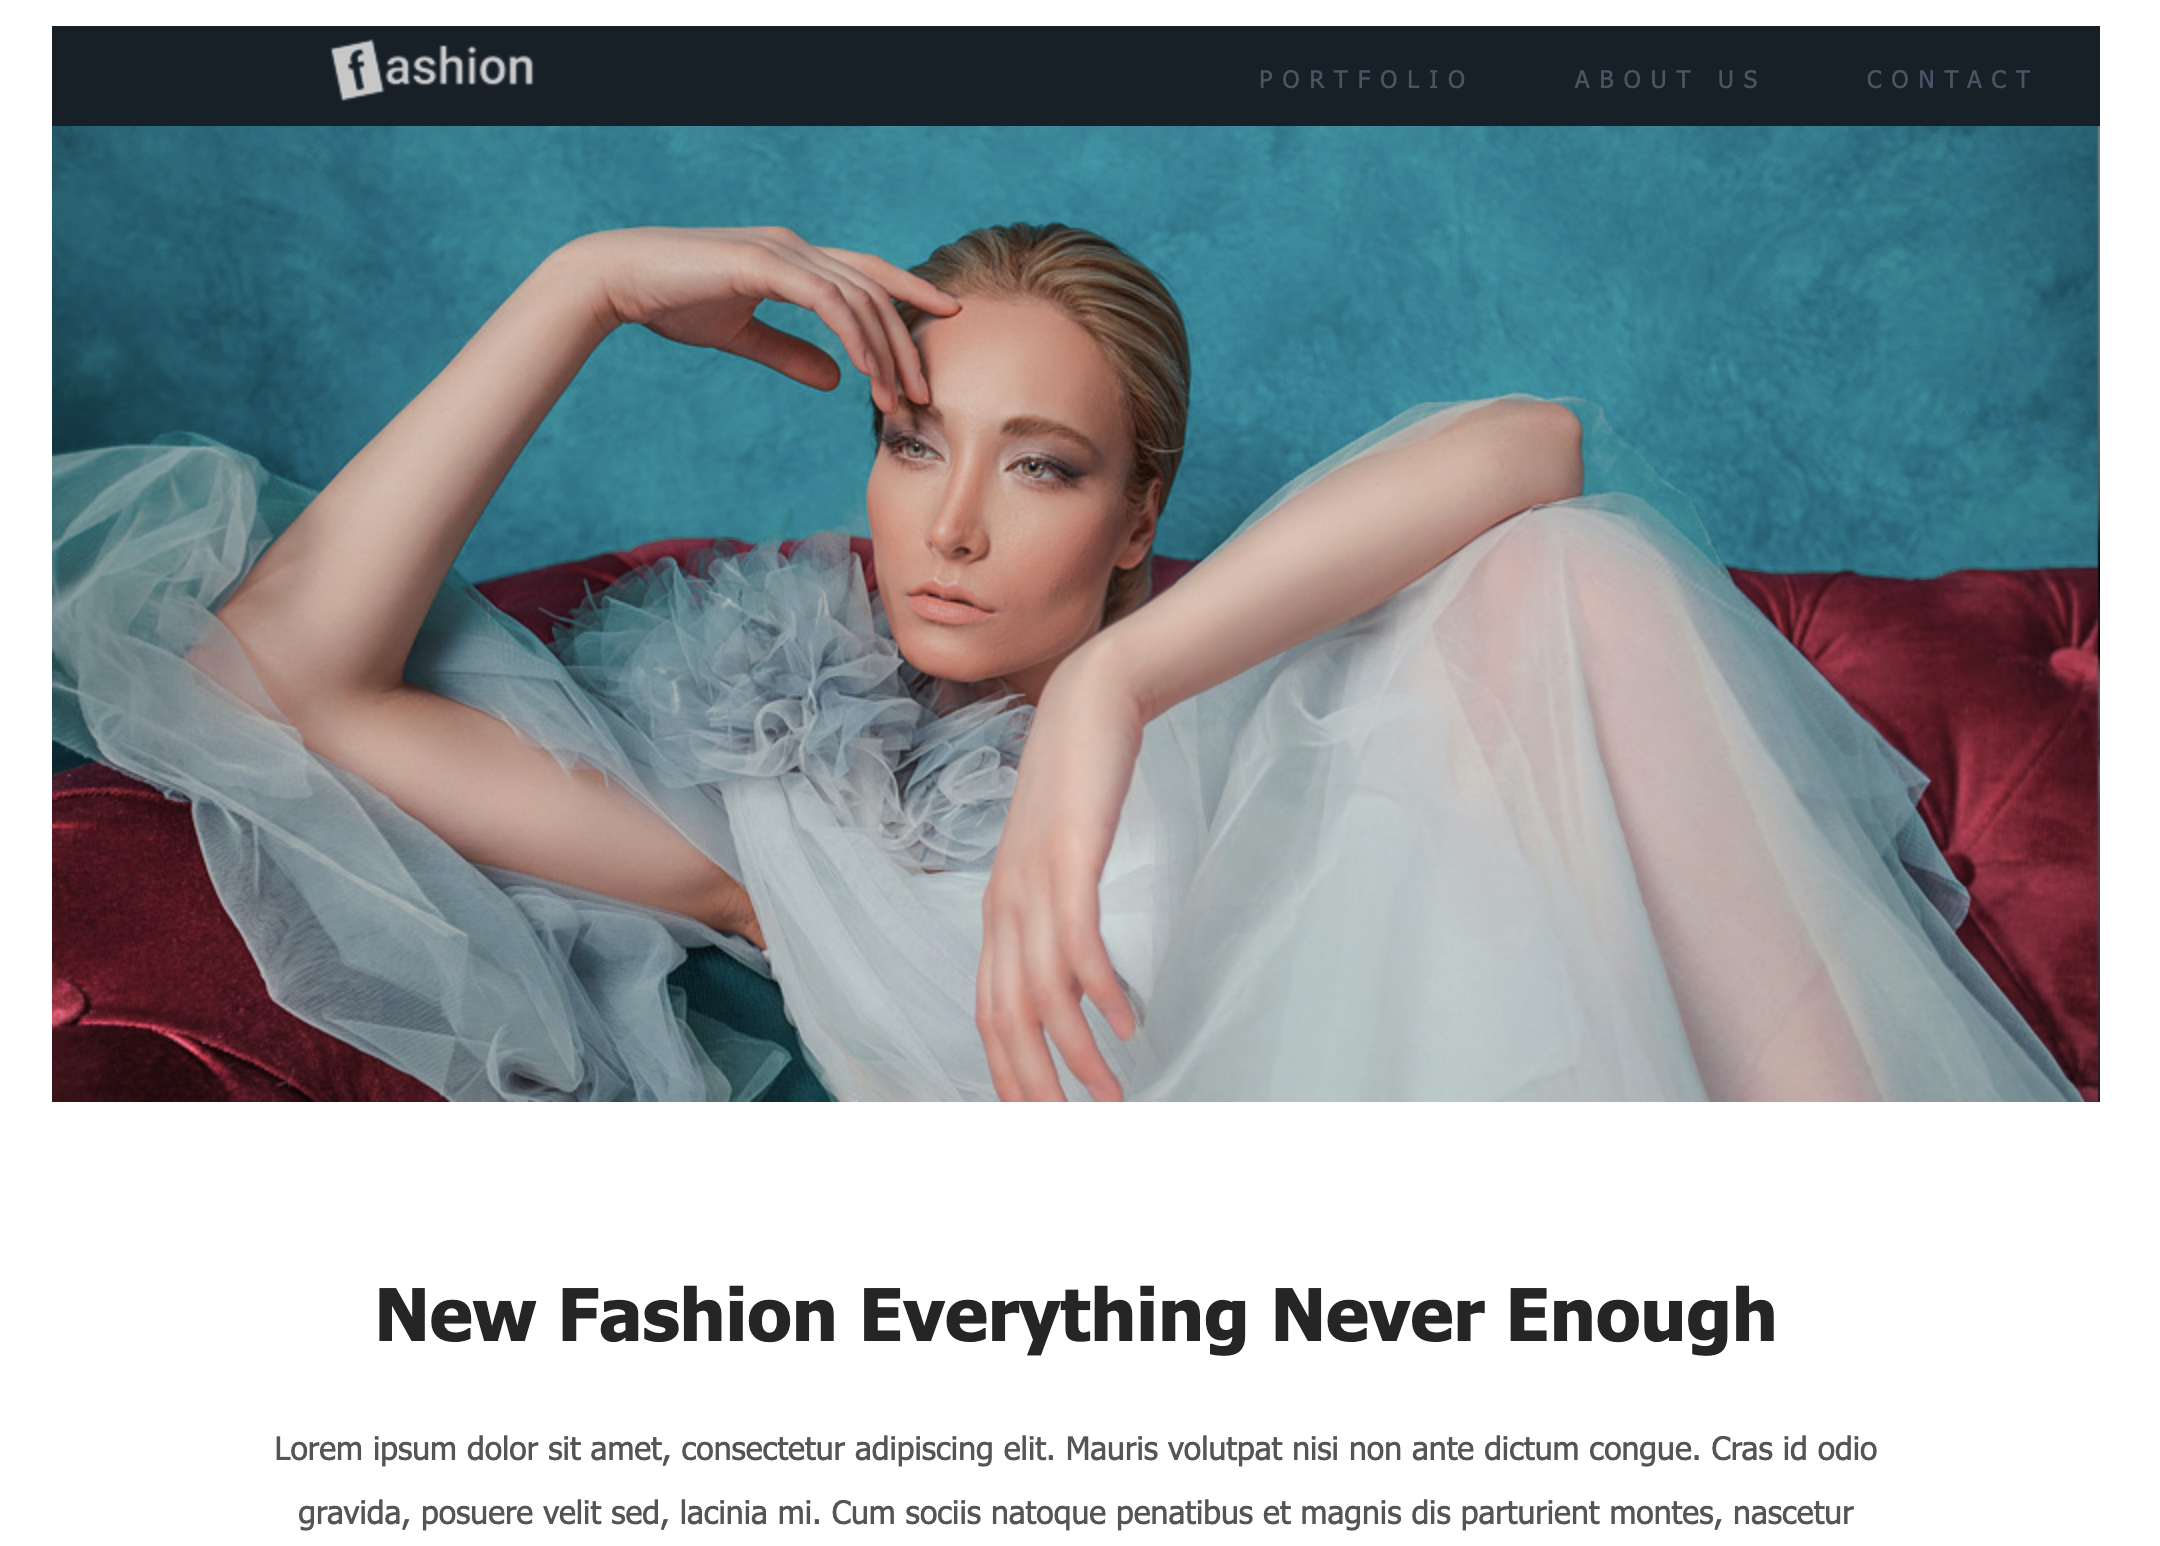 fashion
PORTFOLIO ABOUT US CONTACT
New Fashion Everything Never Enough
Lorem ipsum dolor sit amet, consectetur adipiscing elit. Mauris volutpat nisi non ante dictum congue. Cras id odio
gravida, posuere velit sed, lacinia mi. Cum sociis natoque penatibus et magnis dis parturient montes, nascetur